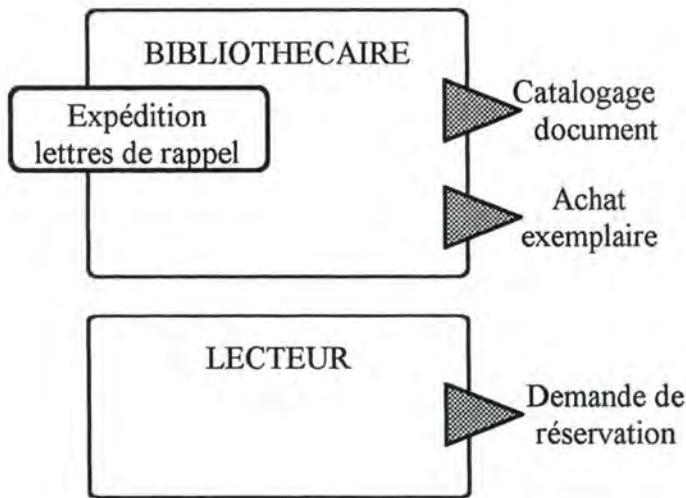 BIBLIOTHECAIRE
Expédition
lettres de rappel
Catalogage
document
Achat
exemplaire
LECTEUR
Demande de
réservation